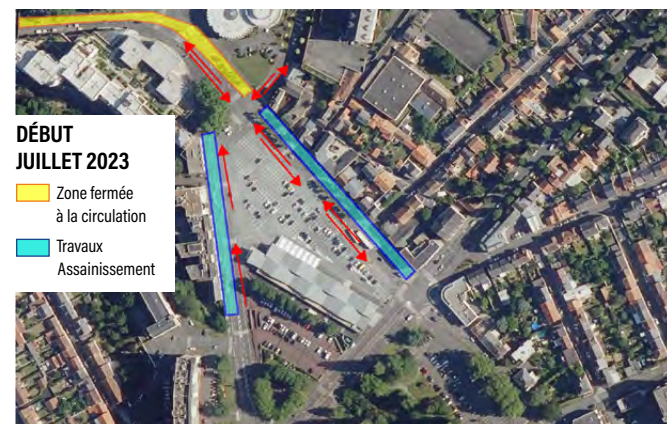 DÉBUT
JUILLET 2023
Zone fermée
à la circulation
Travaux
Assainissement